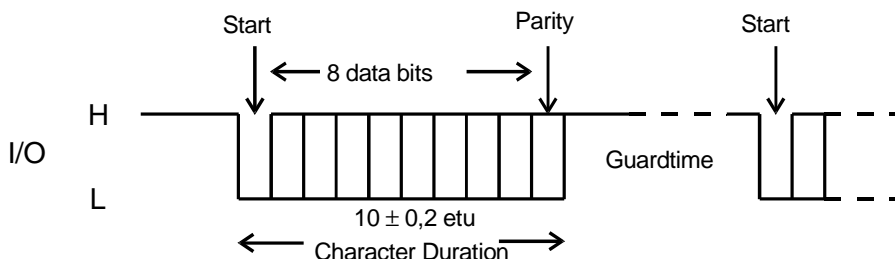 Start
Parity
Start
8 data bits
H
I/O
Guardtime
L
10 ± 0,2 etu
Character Duration